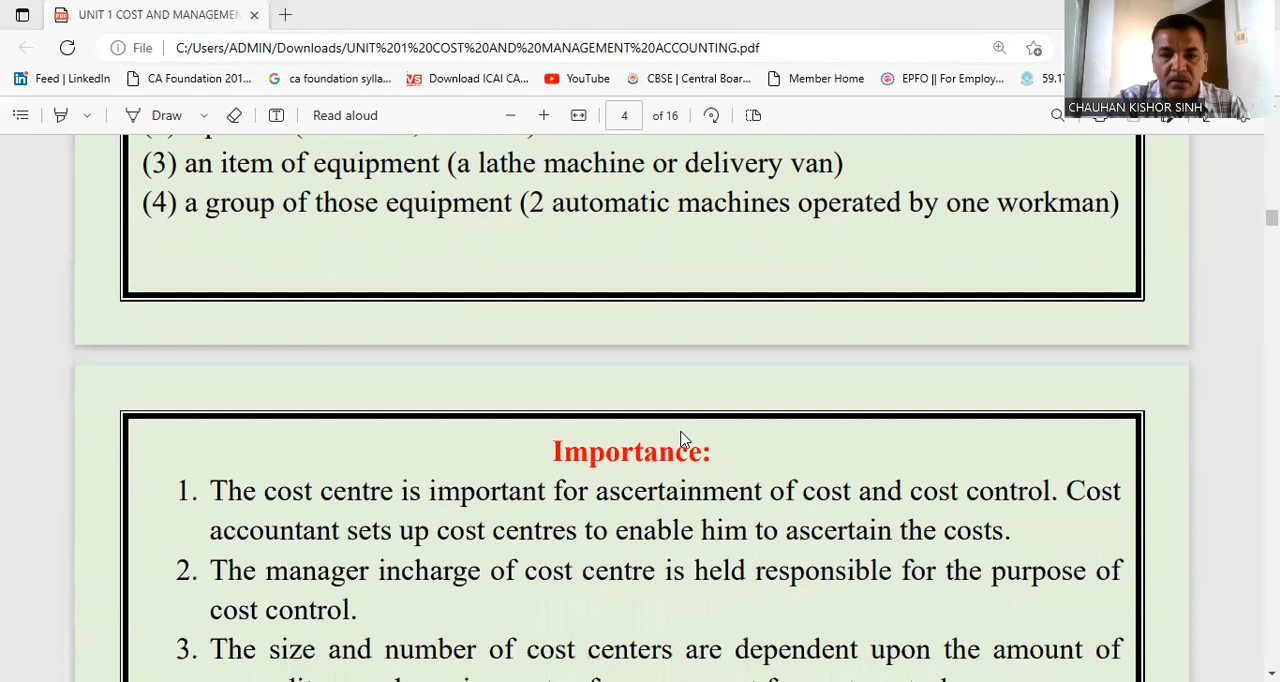 UNIT 1 COST AND MANAGEMEN
File
C:/Users/ADMIN/Downloads/UNIT%201%20COST%20AND%20MANAGEMENT%20ACCOUNTING.pdf
Feed | LinkedIn
CA Foundation 201...
ca foundation sylla...
Download ICAI CA...
YouTube
CBSE | Central Boar...
Member Home
EPFO || For Employ...
59.1
CHAUHAN KISHOR SINH
Draw
Read aloud
4 of 16
(3) an item of equipment (a lathe machine or delivery van)
(4) a group of those equipment (2 automatic machines operated by one workman)
Importance:
1. The cost centre is important for ascertainment of cost and cost control. Cost
accountant sets up cost centres to enable him to ascertain the costs.
2. The manager incharge of cost centre is held responsible for the purpose of
cost control.
3. The size and number of cost centers are dependent upon the amount of